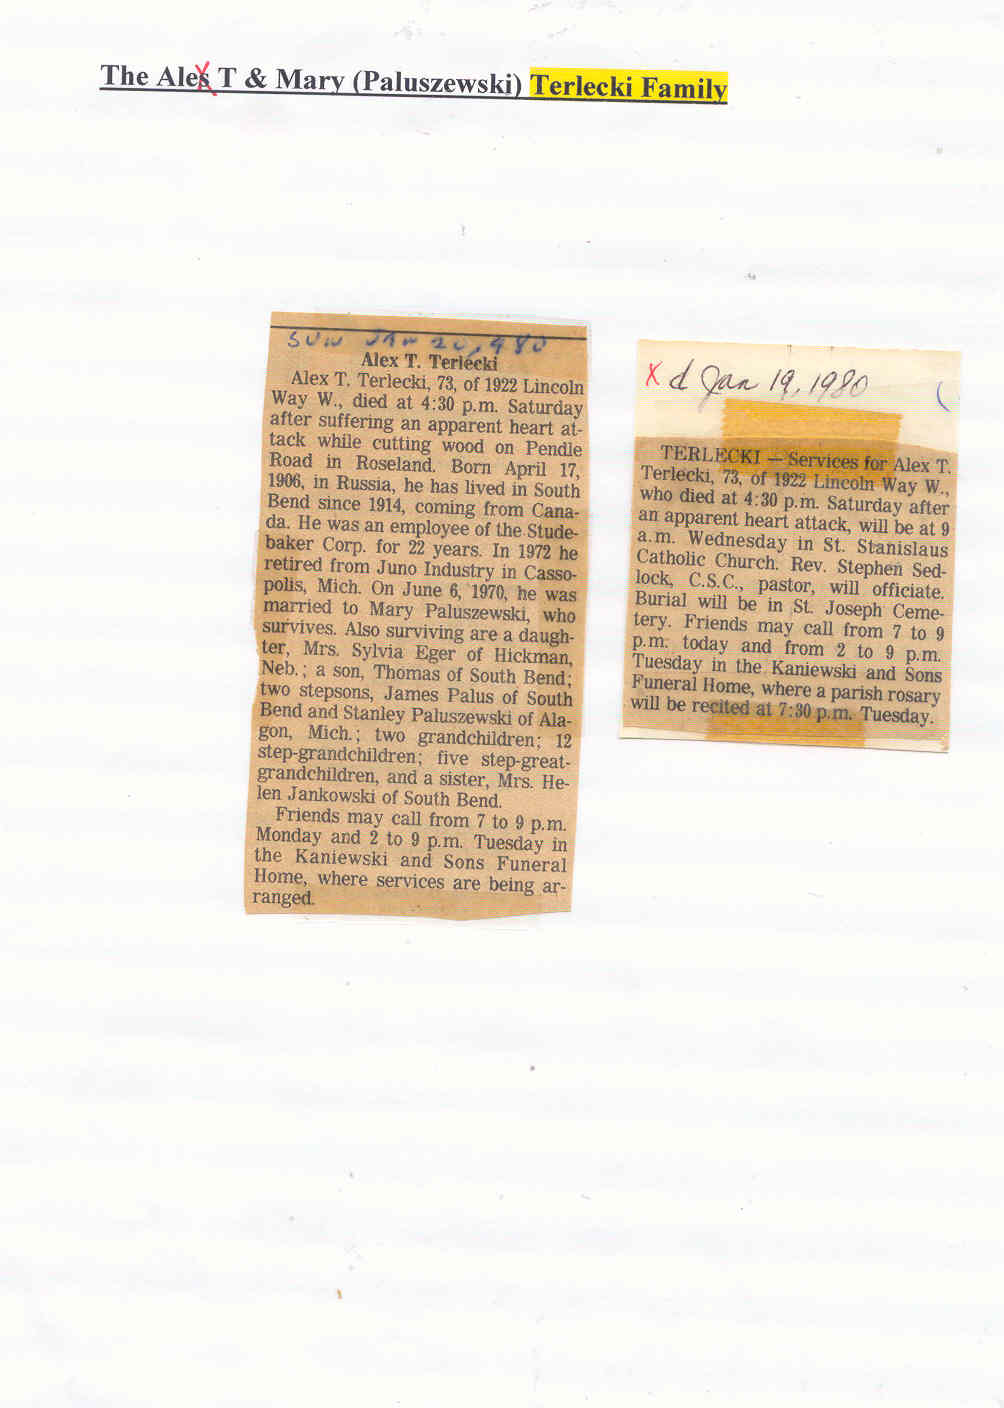 The Alex T & Mary (Paluszewski) Terlecki Family
SUN JAN 20, 980
Alex T. Terlecki
Alex T. Terlecki, 73, of 1922 Lincoln
Way W., died at 4:30 p.m. Saturday
after suffering an apparent heart at-
tack while cutting wood on Pendle
Road in Roseland. Born April 17,
1906, in Russia, he has lived in South
Bend since 1914, coming from Cana-
da. He was an employee of the Stude-
baker Corp. for 22 years. In 1972 he
retired from Juno Industry in Casso-
polis, Mich. On June 6, 1970, he was
married to Mary Paluszewski, who
survives. Also surviving are a daugh-
ter, Mrs. Sylvia Eger of Hickman,
Neb.; a son, Thomas of South Bend;
two stepsons, James Palus of South
Bend and Stanley Paluszewski of Ala-
gon, Mich.; two grandchildren; 12
step-grandchildren; five step-great-
grandchildren, and a sister, Mrs. He-
len Jankowski of South Bend.
Friends may call from 7 to 9 p.m.
Monday and 2 to 9 p.m. Tuesday in
the Kaniewski and Sons Funeral
Home, where services are being ar-
ranged.
x d Jan 19, 1980 (
TERLECKI — Services for Alex T.
Terlecki, 73, of 1922 Lincoln Way W.,
who died at 4:30 p.m. Saturday after
an apparent heart attack, will be at 9
a.m. Wednesday in St. Stanislaus
Catholic Church. Rev. Stephen Sed-
lock, C.S.C., pastor, will officiate.
Burial will be in St. Joseph Ceme-
tery. Friends may call from 7 to 9
p.m. today and from 2 to 9 p.m.
Tuesday in the Kaniewski and Sons
Funeral Home, where a parish rosary
will be recited at 7:30 p.m. Tuesday.